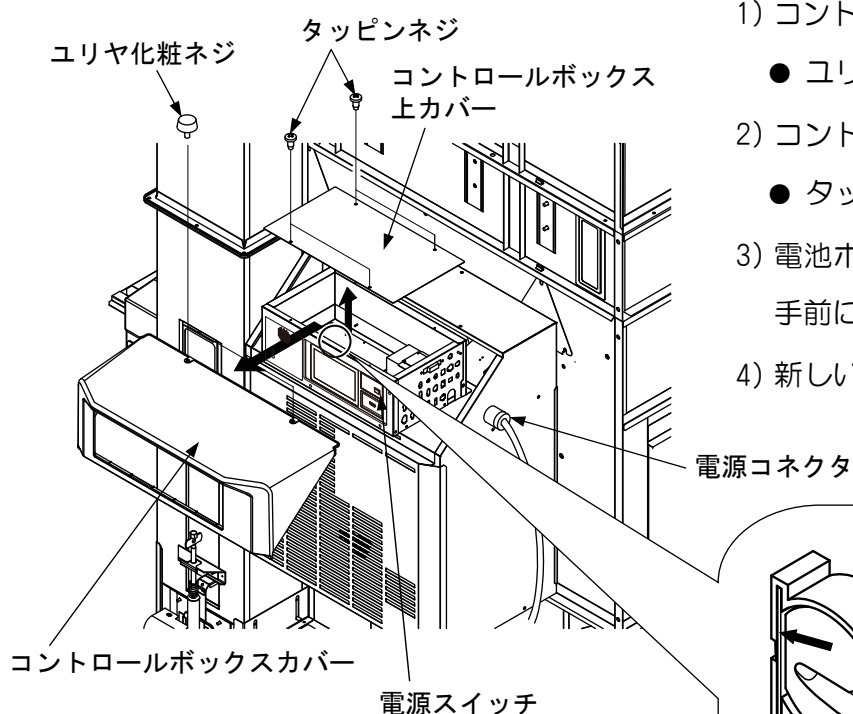 ユリヤ化粧ネジ
タッピンネジ
コントロールボックス
上カバー
電源コネクタ
コントロールボックスカバー
電源スイッチ
1) コント
● ユリ
2) コント
● タッ
3) 電池ホ
手前に
4) 新しい